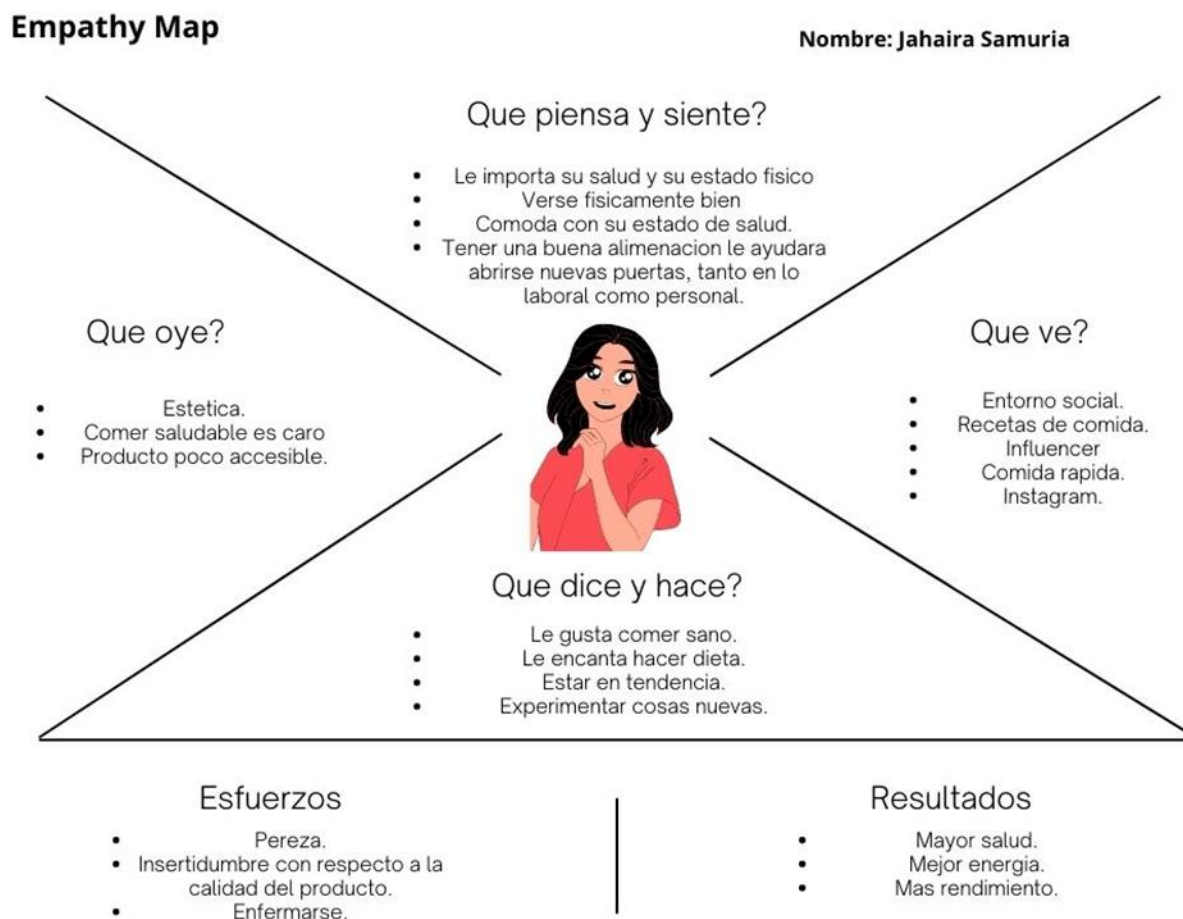 Empathy Map
Nombre: Jahaira Samuria
Que piensa y siente?
• Le importa su salud y su estado fisico
• Verse fisicamente bien
• Comoda con su estado de salud.
• Tener una buena alimenacion le ayudara
abrirse nuevas puertas, tanto en lo
laboral como personal.
Que oye?
• Estetica.
• Comer saludable es caro
• Producto poco accesible.
Que ve?
• Entorno social.
• Recetas de comida.
• Influencer
• Comida rapida.
• Instagram.
Que dice y hace?
• Le gusta comer sano.
• Le encanta hacer dieta.
• Estar en tendencia.
• Experimentar cosas nuevas.
Esfuerzos
• Pereza.
• Insertidumbre con respecto a la
calidad del producto.
• Enfermarse.
Resultados
• Mayor salud.
• Mejor energia.
• Mas rendimiento.